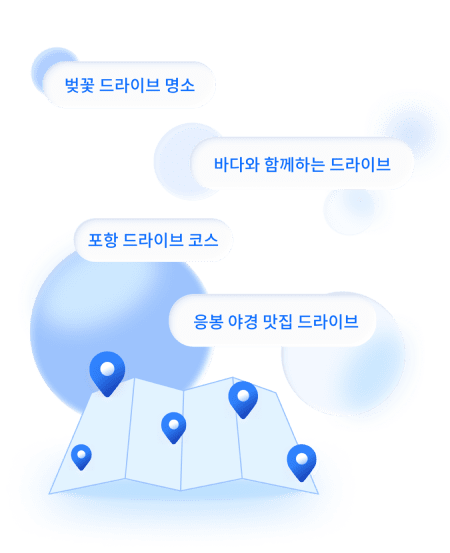 벚꽃 드라이브 명소
바다와 함께하는 드라이브
포항 드라이브 코스
응봉 야경 맛집 드라이브